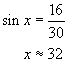 sin x = 16/30
x ≈ 32